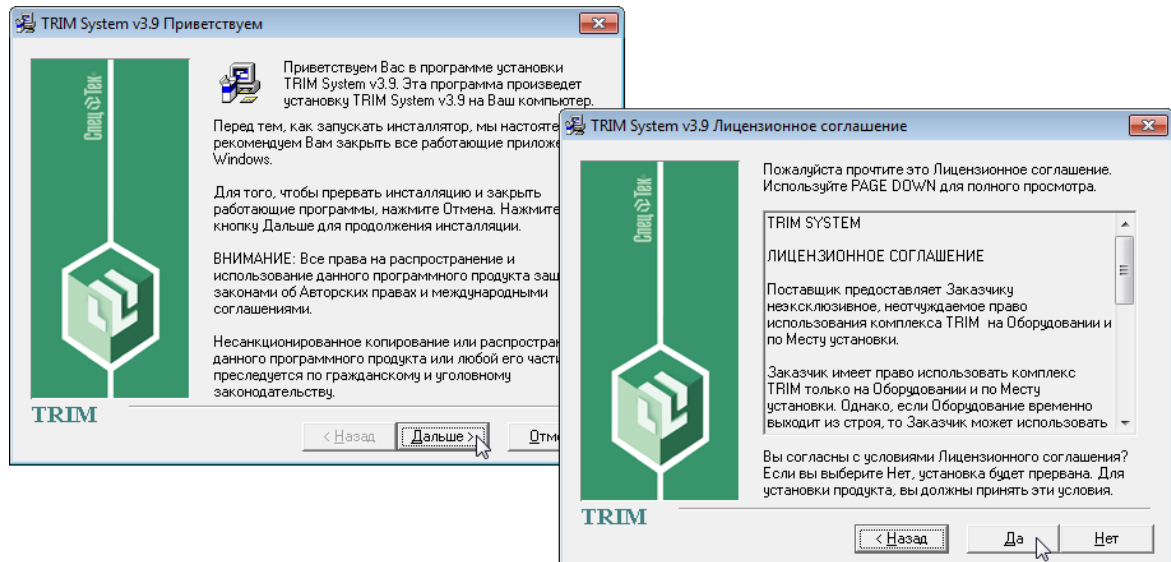 TRIM System v3.9 Приветствуем
СпецТек
Приветствуем Вас в программе установки
TRIM System v3.9. Эта программа произведет
установку TRIM System v3.9 на Ваш компьютер.
Перед тем, как запускать инсталлятор, мы настояте
рекомендуем Вам закрыть все работающие приложе
Windows.
Для того, чтобы прервать инсталляцию и закрыть
работающие программы, нажмите Отмена. Нажмите
кнопку Дальше для продолжения инсталляции.
ВНИМАНИЕ: Все права на распространение и
использование данного программного продукта защ
законами об Авторских правах и международными
соглашениями.
Несанкционированное копирование или распростран
данного программного продукта или любой его части
преследуется по гражданскому и уголовному
законодательству.
TRIM
< Назад Дальше > Отме
TRIM System v3.9 Лицензионное соглашение
СпецТек
Пожалуйста прочтите это Лицензионное соглашение.
Используйте PAGE DOWN для полного просмотра.
TRIM SYSTEM
ЛИЦЕНЗИОННОЕ СОГЛАШЕНИЕ
Поставщик предоставляет Заказчику
неэксклюзивное, неотчуждаемое право
использования комплекса TRIM на Оборудовании и
по Месту установки.
Заказчик имеет право использовать комплекс
TRIM только на Оборудовании и по Месту
установки. Однако, если Оборудование временно
выходит из строя, то Заказчик может использовать
Вы согласны с условиями Лицензионного соглашения?
Если вы выберите Нет, установка будет прервана. Для
установки продукта, вы должны принять эти условия.
TRIM
< Назад Да Нет